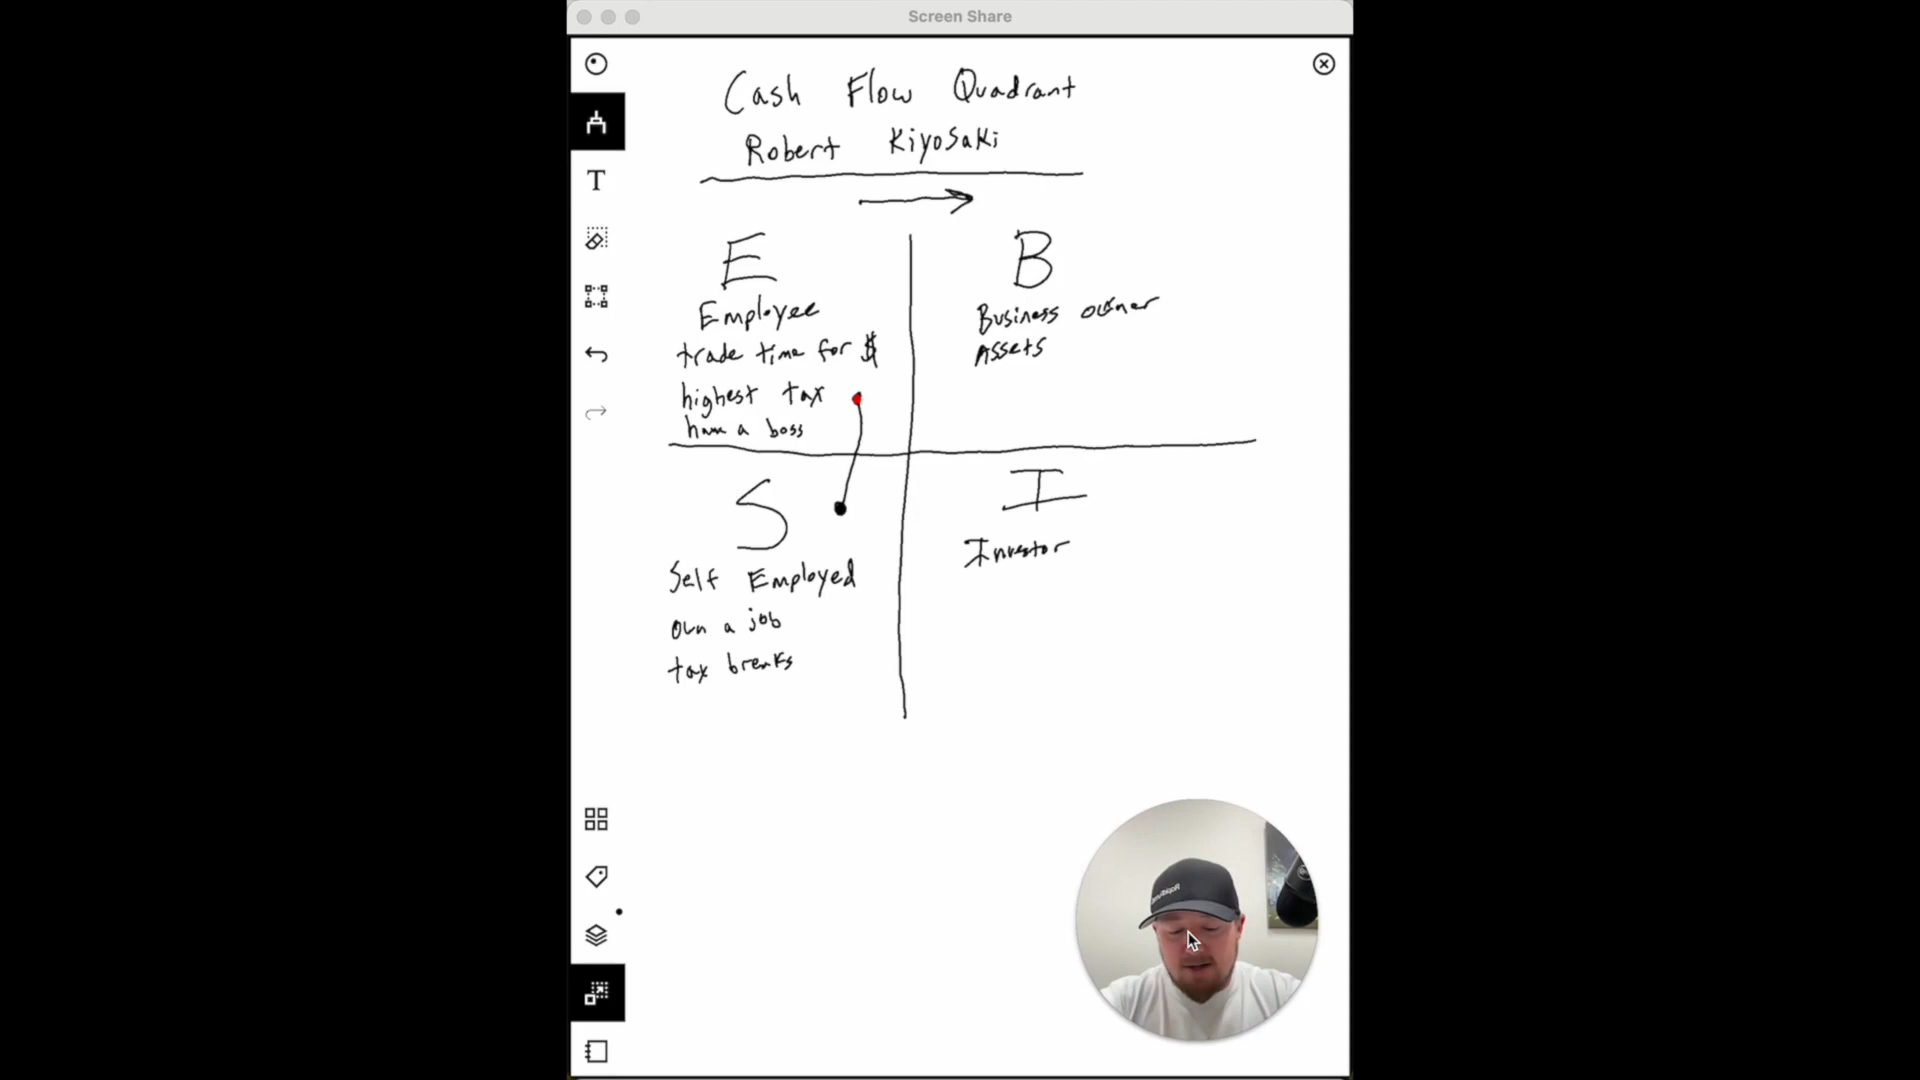 Screen Share
Cash Flow Quadrant
Robert Kiyosaki
E
Employee
trade time for $
highest tax
have a boss
B
Business owner
Assets
S
Self Employed
own a job
tax breaks
I
Investor
T